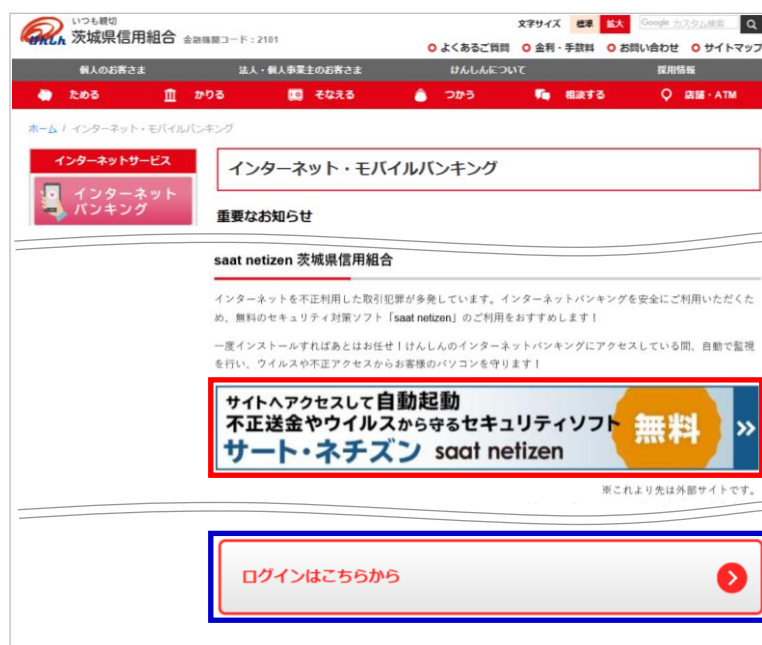 いつも親切
茨城県信用組合 金融機関コード:2101
文字サイズ 標準 拡大 Google カスタム検索
よくあるご質問 金利・手数料 お問い合わせ サイトマップ
個人のお客さま 法人・個人事業主のお客さま けんしんについて 採用情報
ためる かりる そなえる つかう 相談する 店舗・ATM
ホーム / インターネット・モバイルバンキング
インターネットサービス
インターネット
バンキング
インターネット・モバイルバンキング
重要なお知らせ
saat netizen 茨城県信用組合
インターネットを不正利用した取引犯罪が多発しています。インターネットバンキングを安全にご利用いただくた
め、無料のセキュリティ対策ソフト「saat netizen」のご利用をおすすめします!
一度インストールすればあとはお任せ!けんしんのインターネットバンキングにアクセスしている間、自動で監視
を行い、ウイルスや不正アクセスからお客様のパソコンを守ります!
サイトへアクセスして自動起動
不正送金やウイルスから守るセキュリティソフト
サート・ネチズン saat netizen
無料
※これより先は外部サイトです。
ログインはこちらから